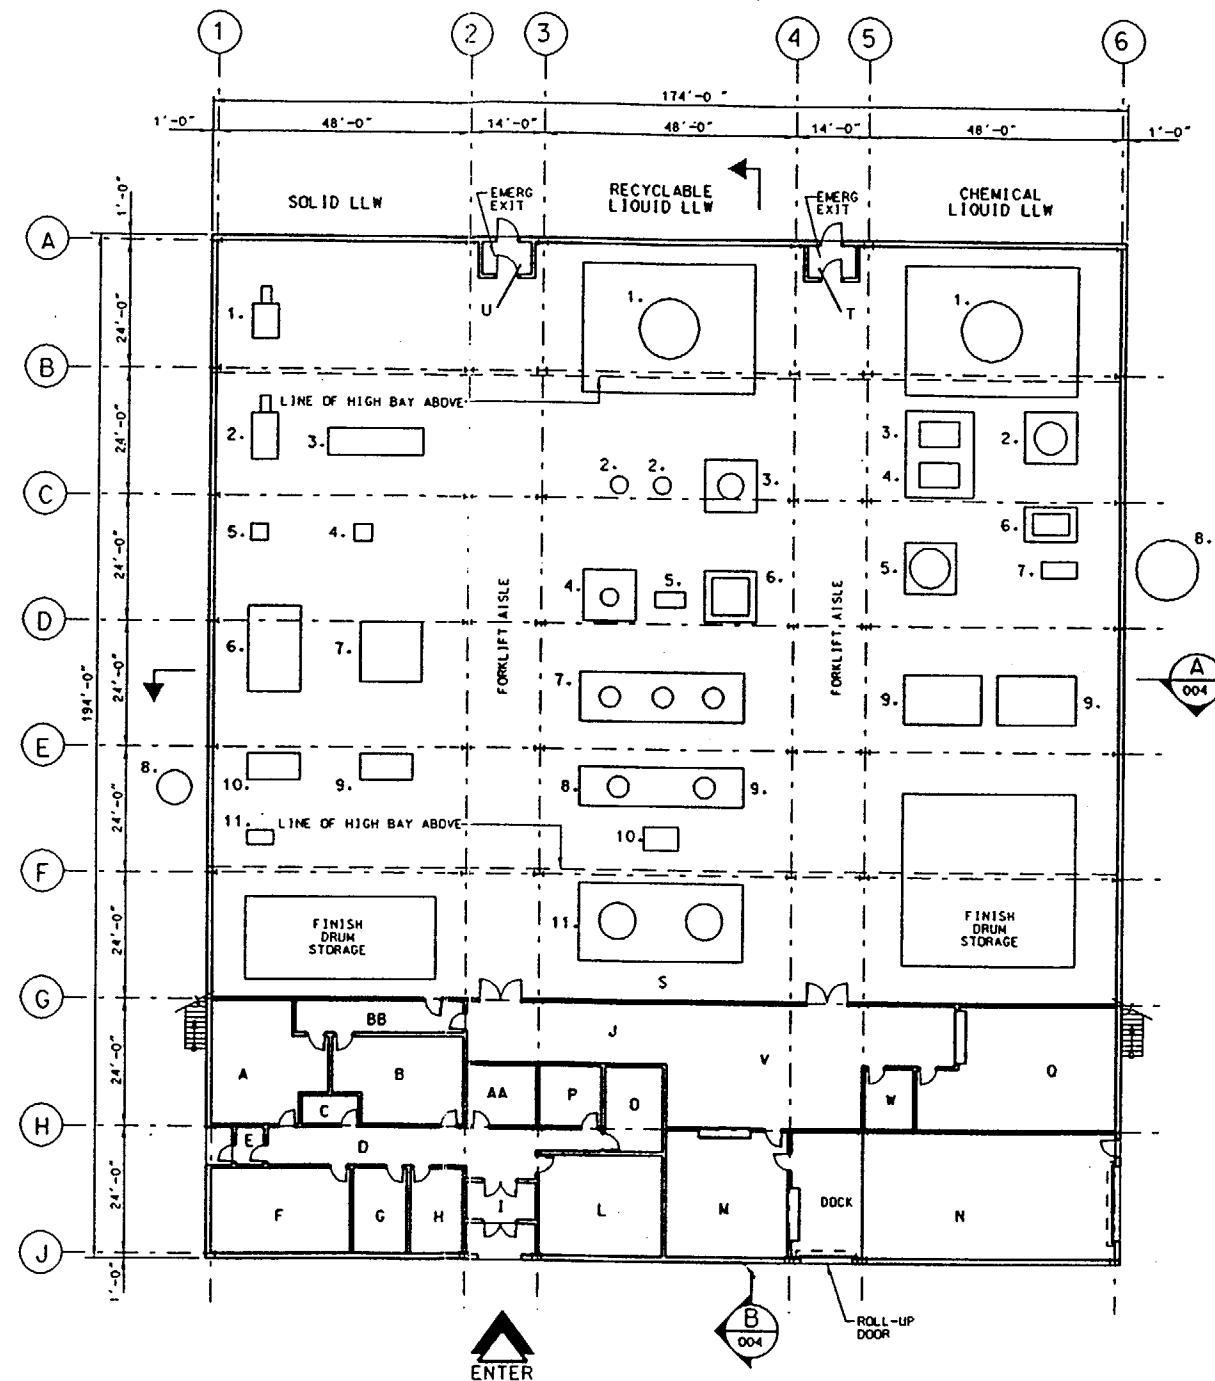 1 2 3 4 5 6
174'-0"
1'-0" 48'-0" 14'-0" 48'-0" 14'-0" 48'-0" 1'-0"
SOLID LLW
EMERG
EXIT
RECYCLABLE
LIQUID LLW
EMERG
EXIT
CHEMICAL
LIQUID LLW
1'-0"
A
U
T
1.
1.
1.
24'-0"
B
LINE OF HIGH BAY ABOVE
24'-0"
2.
3.
2. 2.
3.
3.
4.
2.
C
5.
4.
6.
24'-0"
4.
5.
6.
5.
7.
8.
FORKLIFT AISLE
FORKLIFT AISLE
D
6.
7.
194'-0"
24'-0"
7.
9.
9.
A
004
E
8.
10.
9.
8.
9.
24'-0"
11.
LINE OF HIGH BAY ABOVE
10.
F
24'-0"
FINISH
DRUM
STORAGE
11.
FINISH
DRUM
STORAGE
S
G
BB
J
V
24'-0"
A
B
C
AA
P
O
W
Q
H
E
D
24'-0"
F
G
H
I
L
M
DOCK
N
J
1'-0"
ROLL-UP
DOOR
B
004
ENTER